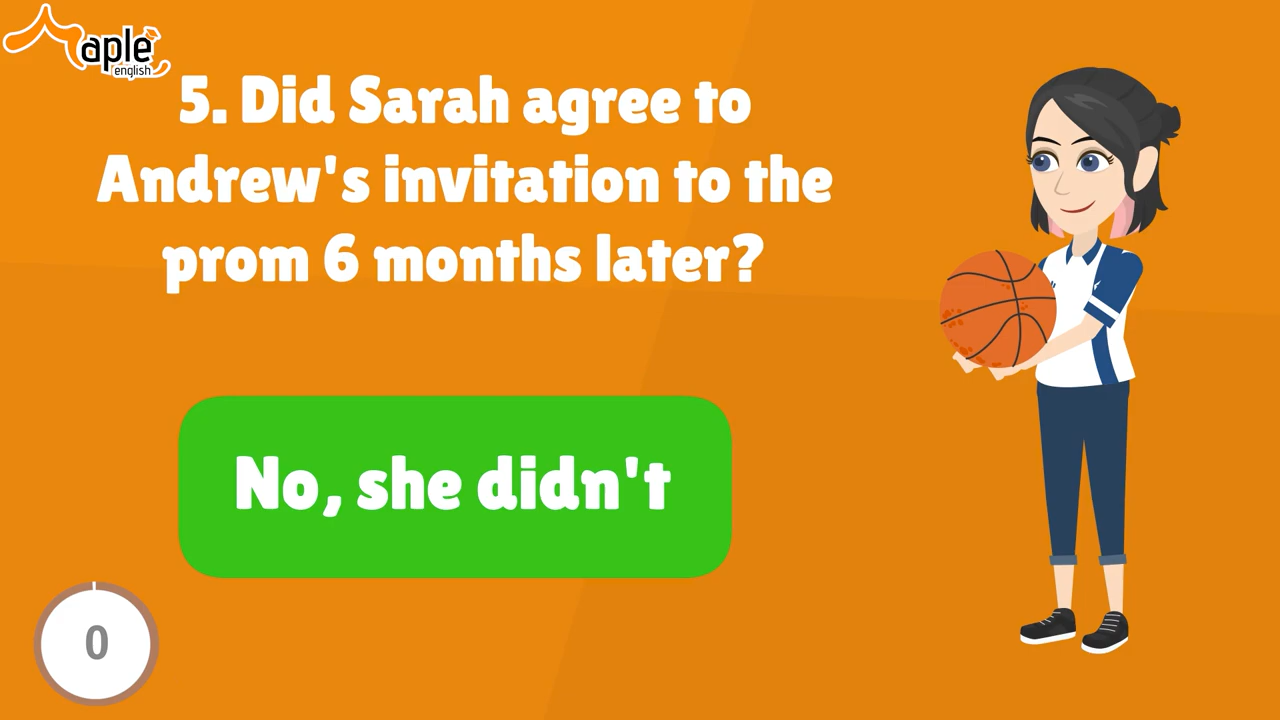 aple
english
5. Did Sarah agree to
Andrew's invitation to the
prom 6 months later?
No, she didn't
0